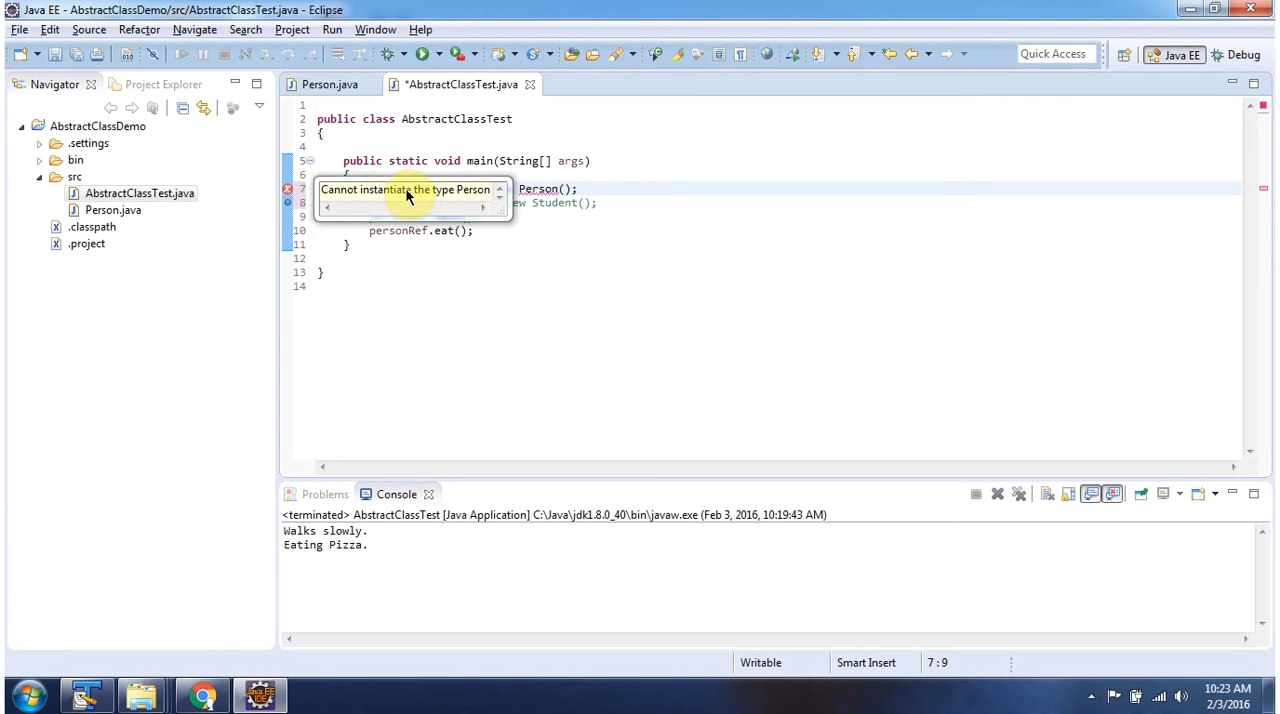 Java EE - AbstractClassDemo/src/AbstractClassTest.java - Eclipse
File Edit Source Refactor Navigate Search Project Run Window Help
Quick Access Java EE Debug
Navigator Project Explorer
AbstractClassDemo
.settings
bin
src
AbstractClassTest.java
Person.java
.classpath
.project
Person.java *AbstractClassTest.java
1
2 public class AbstractClassTest
3 {
4
5 public static void main(String[] args)
6 {
7 Person();
Cannot instantiate the type Person
8 ew Student();
9
10 personRef.eat();
11 }
12
13 }
14
Problems Console
<terminated> AbstractClassTest [Java Application] C:\Java\jdk1.8.0_40\bin\javaw.exe (Feb 3, 2016, 10:19:43 AM)
Walks slowly.
Eating Pizza.
Writable Smart Insert 7 : 9
Java EE IDE
10:23 AM
2/3/2016